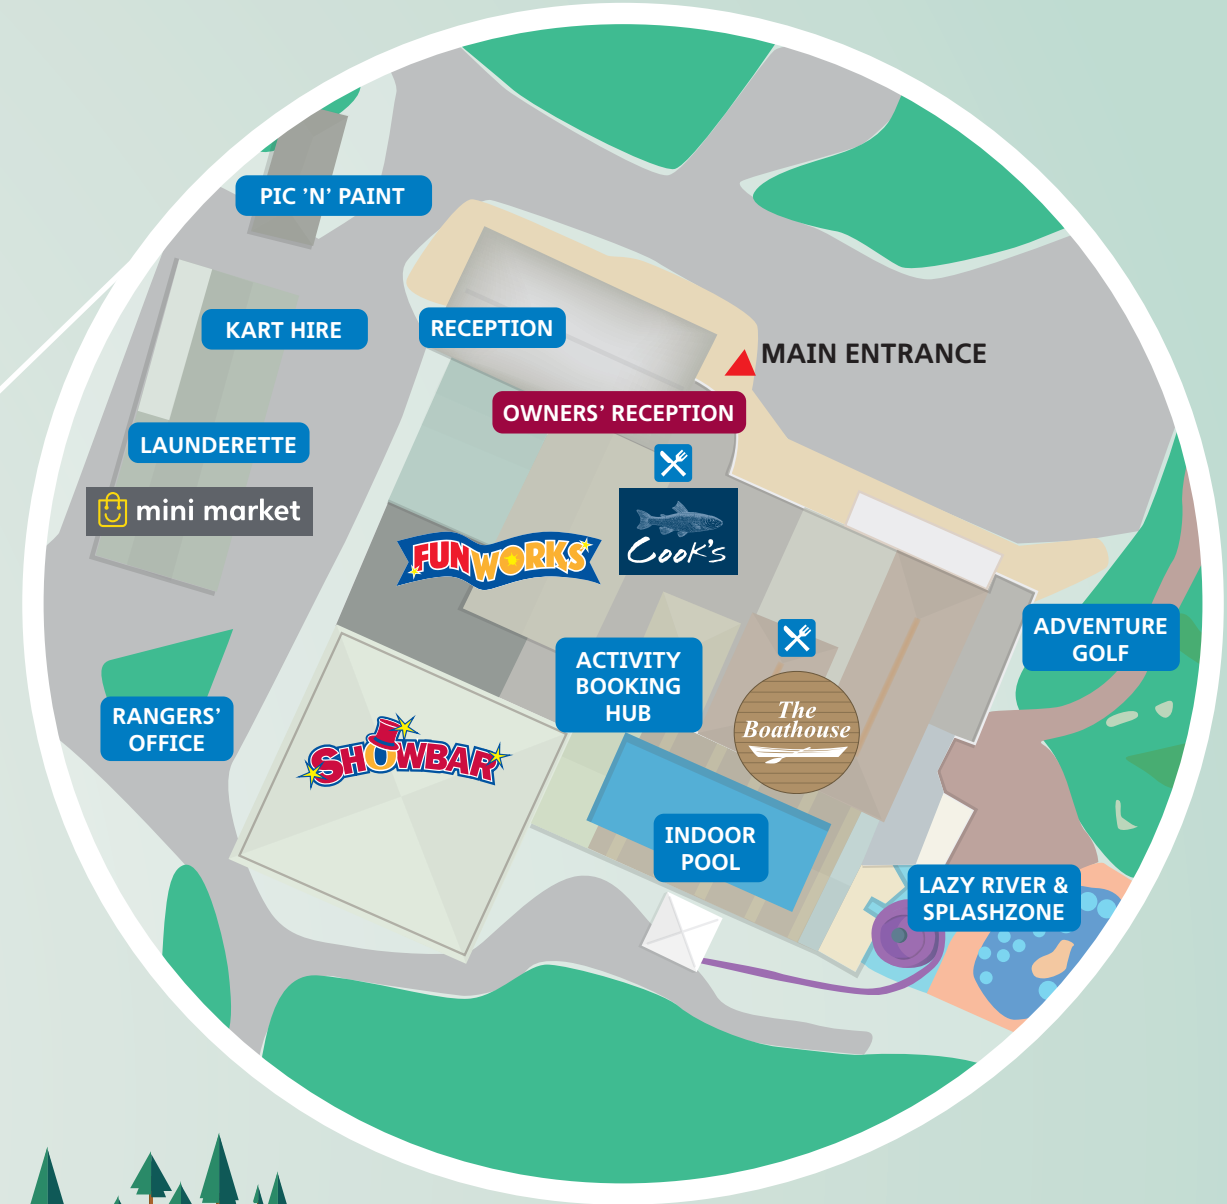 PIC ’N’ PAINT
KART HIRE
RECEPTION
MAIN ENTRANCE
OWNERS’ RECEPTION
LAUNDERETTE
mini market
FUNWORKS
Cook's
ADVENTURE
GOLF
ACTIVITY
BOOKING
HUB
The
Boathouse
RANGERS’
OFFICE
SHOWBAR
INDOOR
POOL
LAZY RIVER &
SPLASHZONE